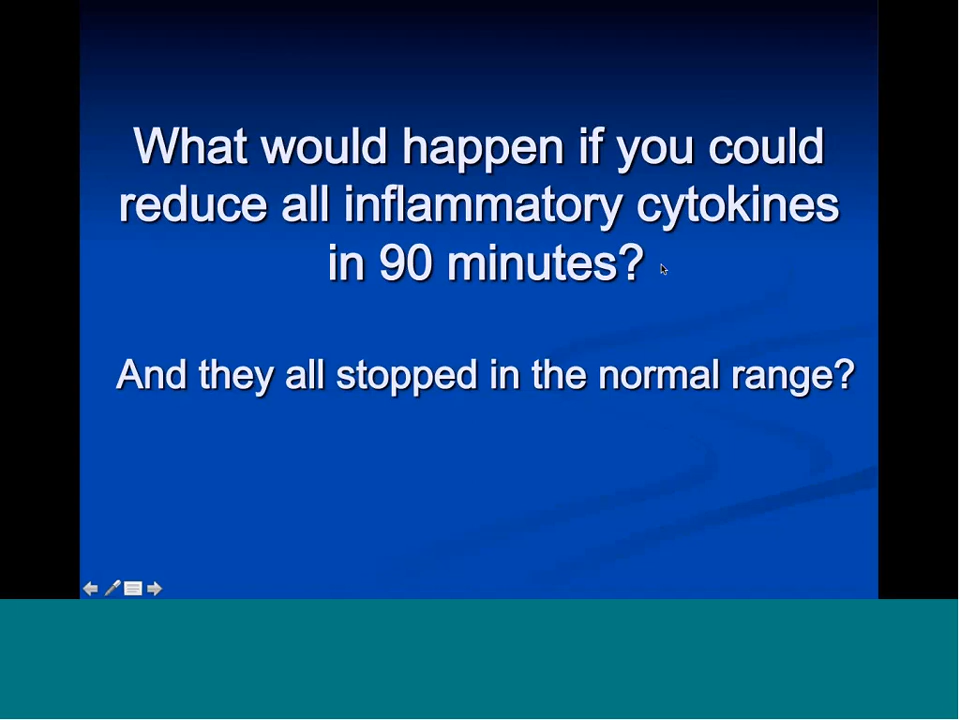 What would happen if you could
reduce all inflammatory cytokines
in 90 minutes?
And they all stopped in the normal range?